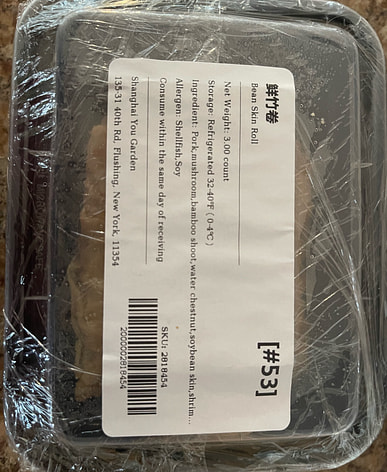 鲜竹卷
[#53]
Bean Skin Roll
Net Weight: 3.00 count
Storage: Refrigerated 32-40°F ( 0-4°C)
Ingredient: Pork,mushroom,bamboo shoot,water chestnut,soybean skin,shrim...
Allergen: Shellfish,Soy
Consume within the same day of receiving
SKU: 2818454
2000002818454
Shanghai You Garden
135-31 40th Rd, Flushing, New York, 11354